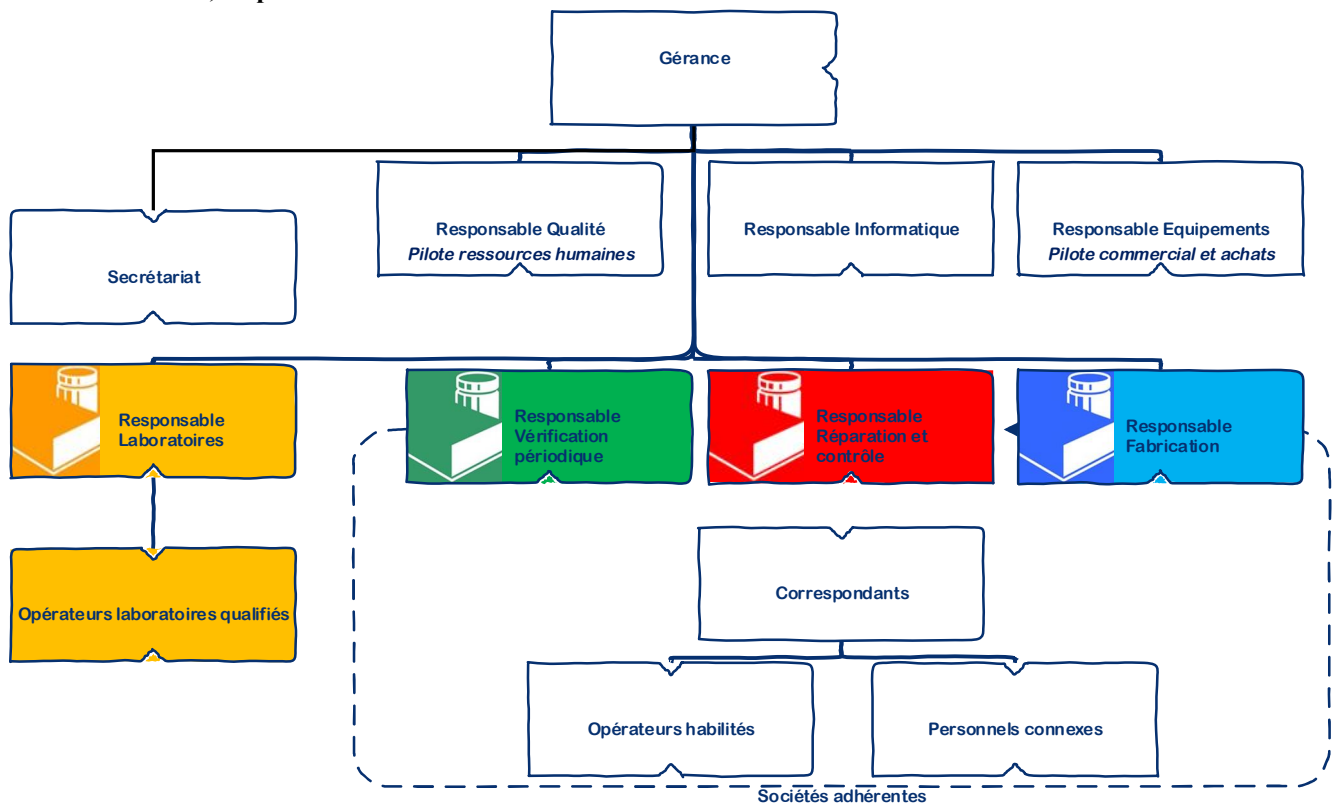 Gérance
Responsable Qualité
Pilote ressources humaines
Responsable Informatique
Responsable Equipements
Pilote commercial et achats
Secrétariat
Responsable
Laboratoires
Responsable
Vérification
périodique
Responsable
Réparation et
contrôle
Responsable
Fabrication
Opérateurs laboratoires qualifiés
Correspondants
Opérateurs habilités
Personnels connexes
Sociétés adhérentes